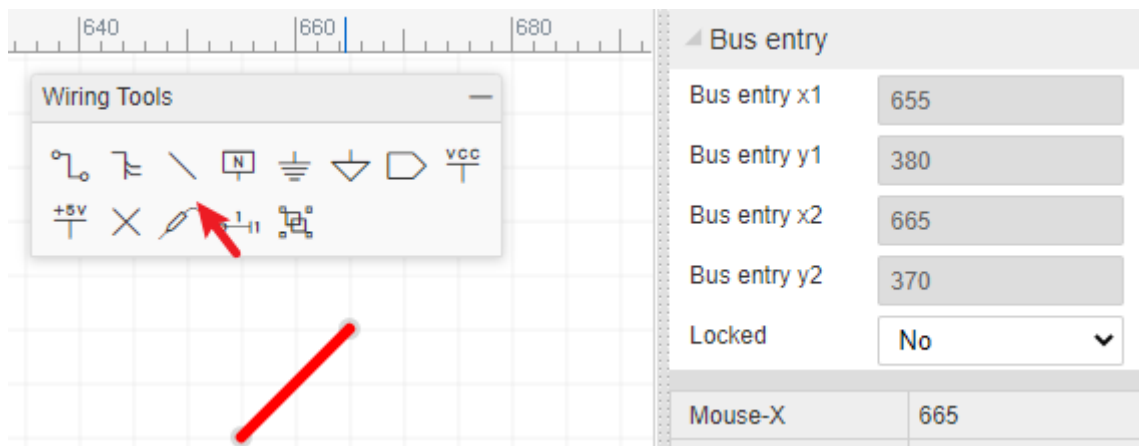 640 660 680
Wiring Tools
N VCC
+5V 1 1
Bus entry
Bus entry x1 655
Bus entry y1 380
Bus entry x2 665
Bus entry y2 370
Locked No
Mouse-X 665